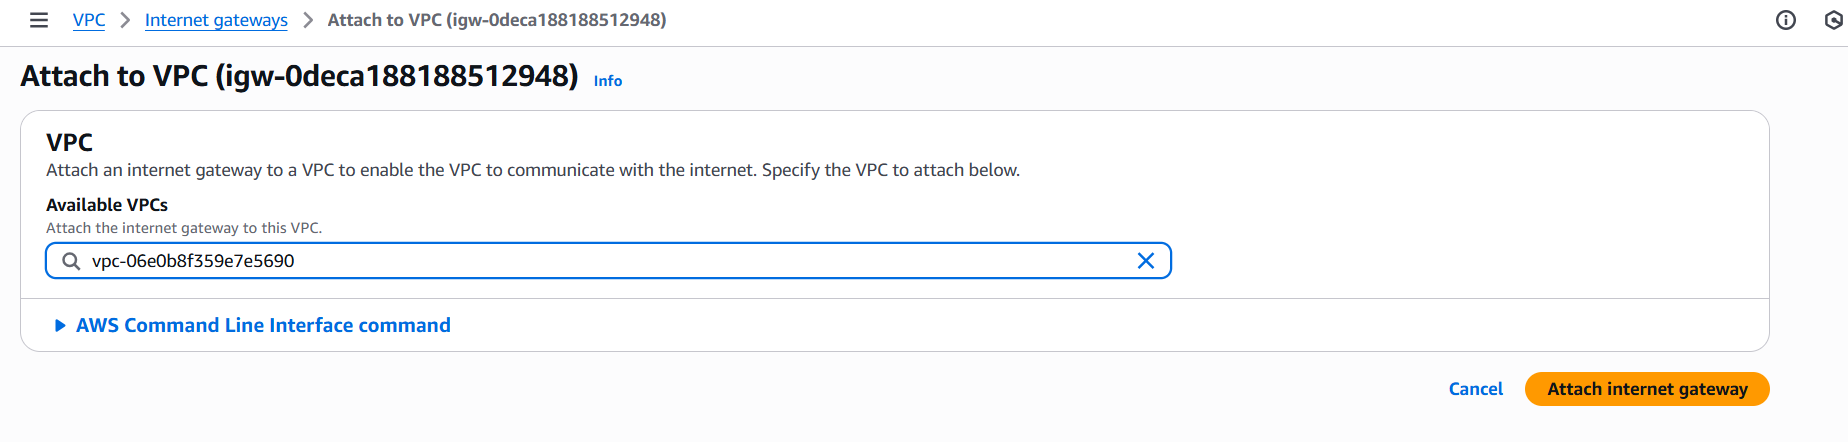 VPC > Internet gateways > Attach to VPC (igw-0deca188188512948)
Attach to VPC (igw-0deca188188512948) Info
VPC
Attach an internet gateway to a VPC to enable the VPC to communicate with the internet. Specify the VPC to attach below.
Available VPCs
Attach the internet gateway to this VPC.
vpc-06e0b8f359e7e5690
AWS Command Line Interface command
Cancel Attach internet gateway